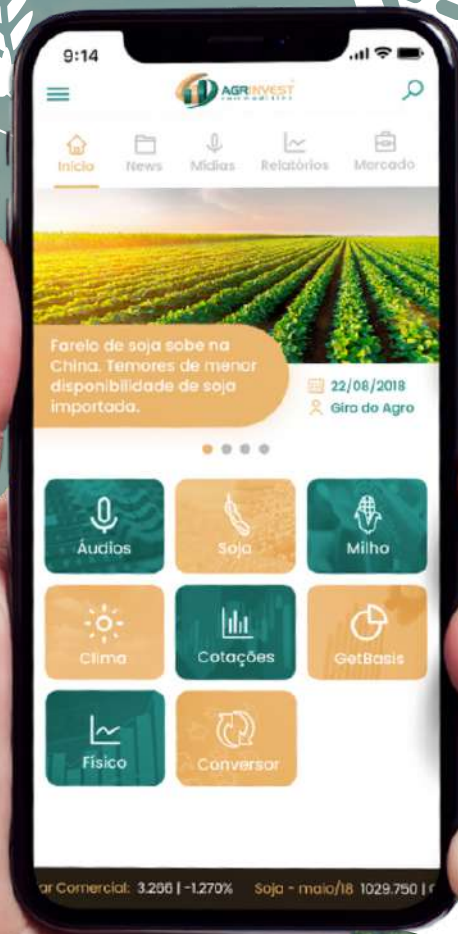 9:14
AGRINVEST
commodities
Início
News
Mídias
Relatórios
Mercado
Farelo de soja sobe na
China. Temores de menor
disponibilidade de soja
importada.
22/08/2018
Giro do Agro
Áudios
Soja
Milho
Clima
Cotações
GetBasis
Físico
Conversor
ar Comercial: 3.266 | -1.270% Soja - maio/18 1029.750 |